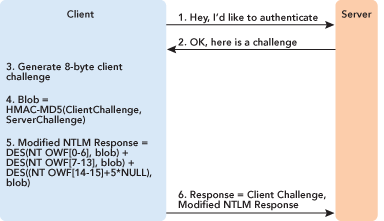 Client
Server
1. Hey, I'd like to authenticate
2. OK, here is a challenge
3. Generate 8-byte client
challenge
4. Blob =
HMAC-MD5(ClientChallenge,
ServerChallenge)
5. Modified NTLM Response =
DES(NT OWF[0-6], blob) +
DES(NT OWF[7-13], blob) +
DES((NT OWF[14-15]+5*NULL),
blob)
6. Response = Client Challenge,
Modified NTLM Response